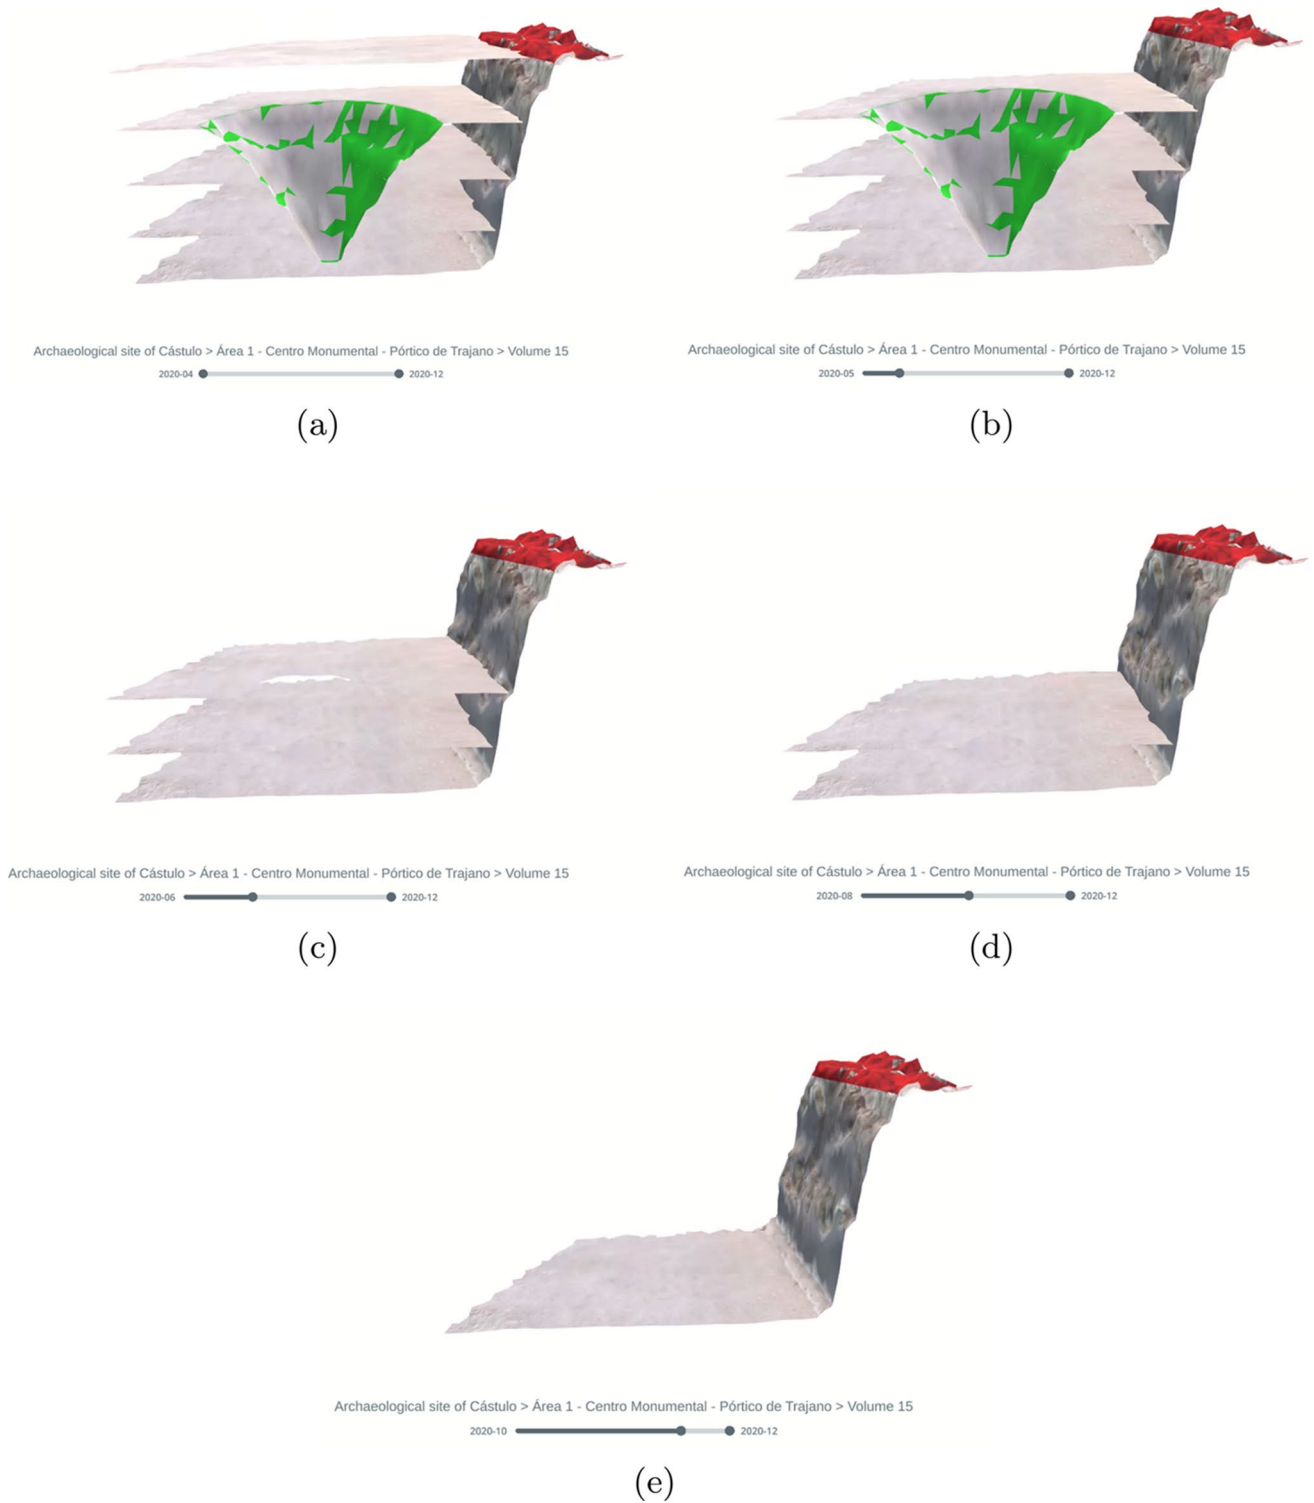 Archaeological site of Cástulo > Área 1 - Centro Monumental - Pórtico de Trajano > Volume 15
2020-04 2020-12
(a)
Archaeological site of Cástulo > Área 1 - Centro Monumental - Pórtico de Trajano > Volume 15
2020-05 2020-12
(b)
Archaeological site of Cástulo > Área 1 - Centro Monumental - Pórtico de Trajano > Volume 15
2020-06 2020-12
(c)
Archaeological site of Cástulo > Área 1 - Centro Monumental - Pórtico de Trajano > Volume 15
2020-08 2020-12
(d)
Archaeological site of Cástulo > Área 1 - Centro Monumental - Pórtico de Trajano > Volume 15
2020-10 2020-12
(e)